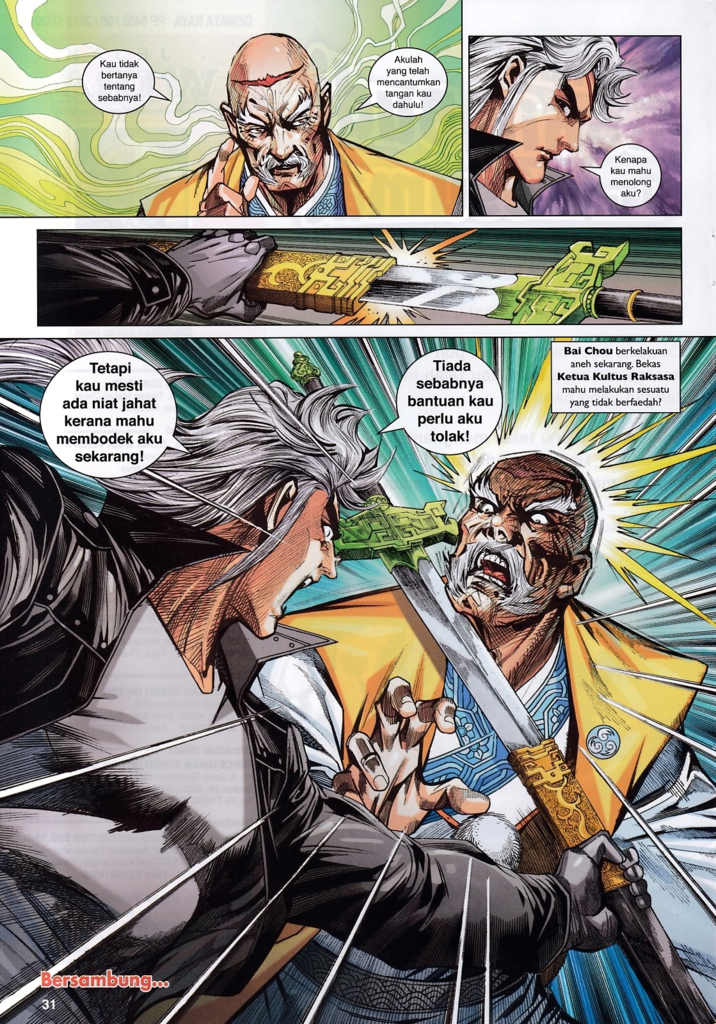 Kau tidak
bertanya
tentang
sebabnya!
Akulah
yang telah
mencantumkan
tangan kau
dahulu!
Kenapa
kau mahu
menolong
aku?
Tetapi
kau mesti
ada niat jahat
kerana mahu
membodek aku
sekarang!
Tiada
sebabnya
bantuan kau
perlu aku
tolak!
Bai Chou berkelakuan
aneh sekarang. Bekas
Ketua Kultus Raksasa
mahu melakukan sesuatu
yang tidak berfaedah?
Bersambung...
31